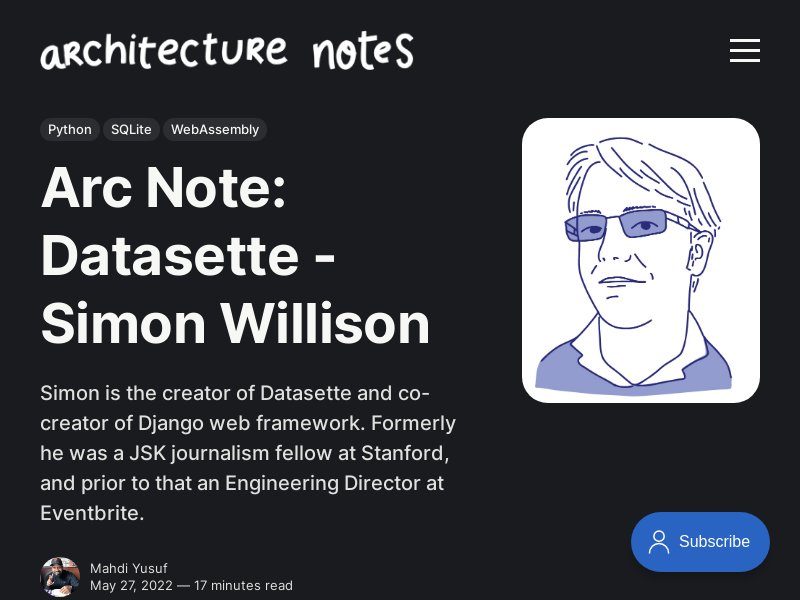 architecture notes
Python SQLite WebAssembly
Arc Note:
Datasette -
Simon Willison
Simon is the creator of Datasette and co-
creator of Django web framework. Formerly
he was a JSK journalism fellow at Stanford,
and prior to that an Engineering Director at
Eventbrite.
Subscribe
Mahdi Yusuf
May 27, 2022 — 17 minutes read